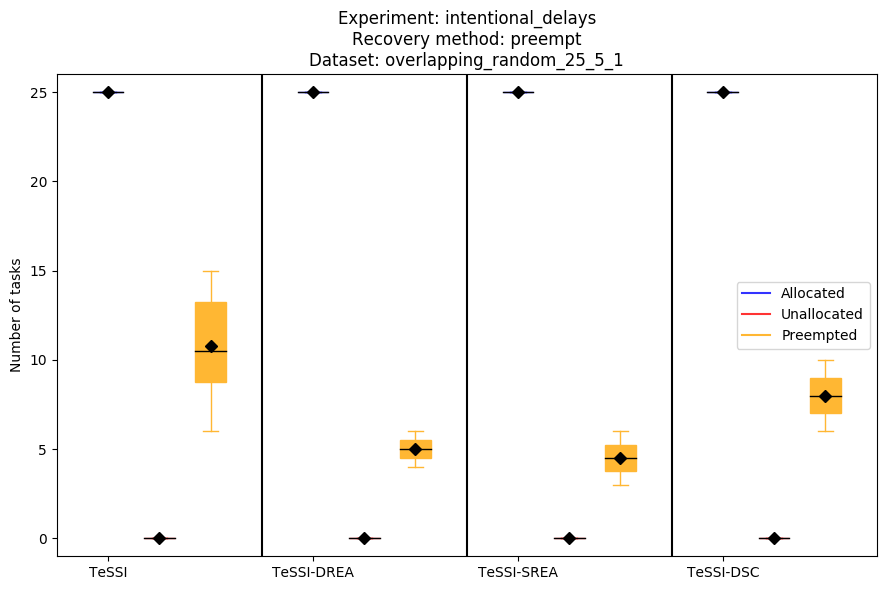 Experiment: intentional_delays
Recovery method: preempt
Dataset: overlapping_random_25_5_1
Number of tasks
25
20
15
10
5
0
Allocated
Unallocated
Preempted
TeSSI
TeSSI-DREA
TeSSI-SREA
TeSSI-DSC